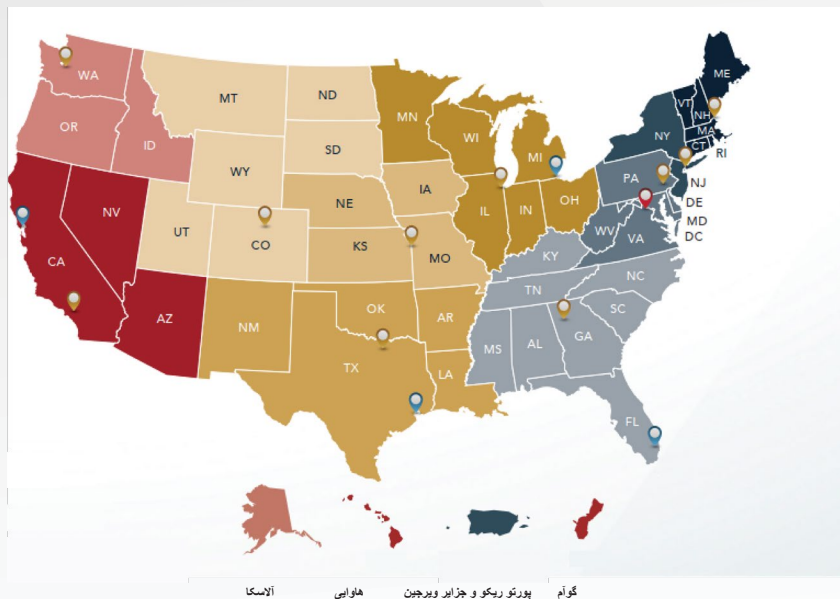 WA
OR
ID
MT
ND
MN
WI
MI
VT
NH
ME
MA
CT
RI
NY
SD
WY
IA
NE
PA
NJ
DE
MD
DC
NV
CA
UT
CO
KS
MO
IL
IN
OH
WV
VA
KY
NC
TN
SC
AZ
NM
OK
AR
TX
LA
MS
AL
GA
FL
آلاسکا
هاوایی
پورتو ریکو و جزایر ویرجین
گوآم